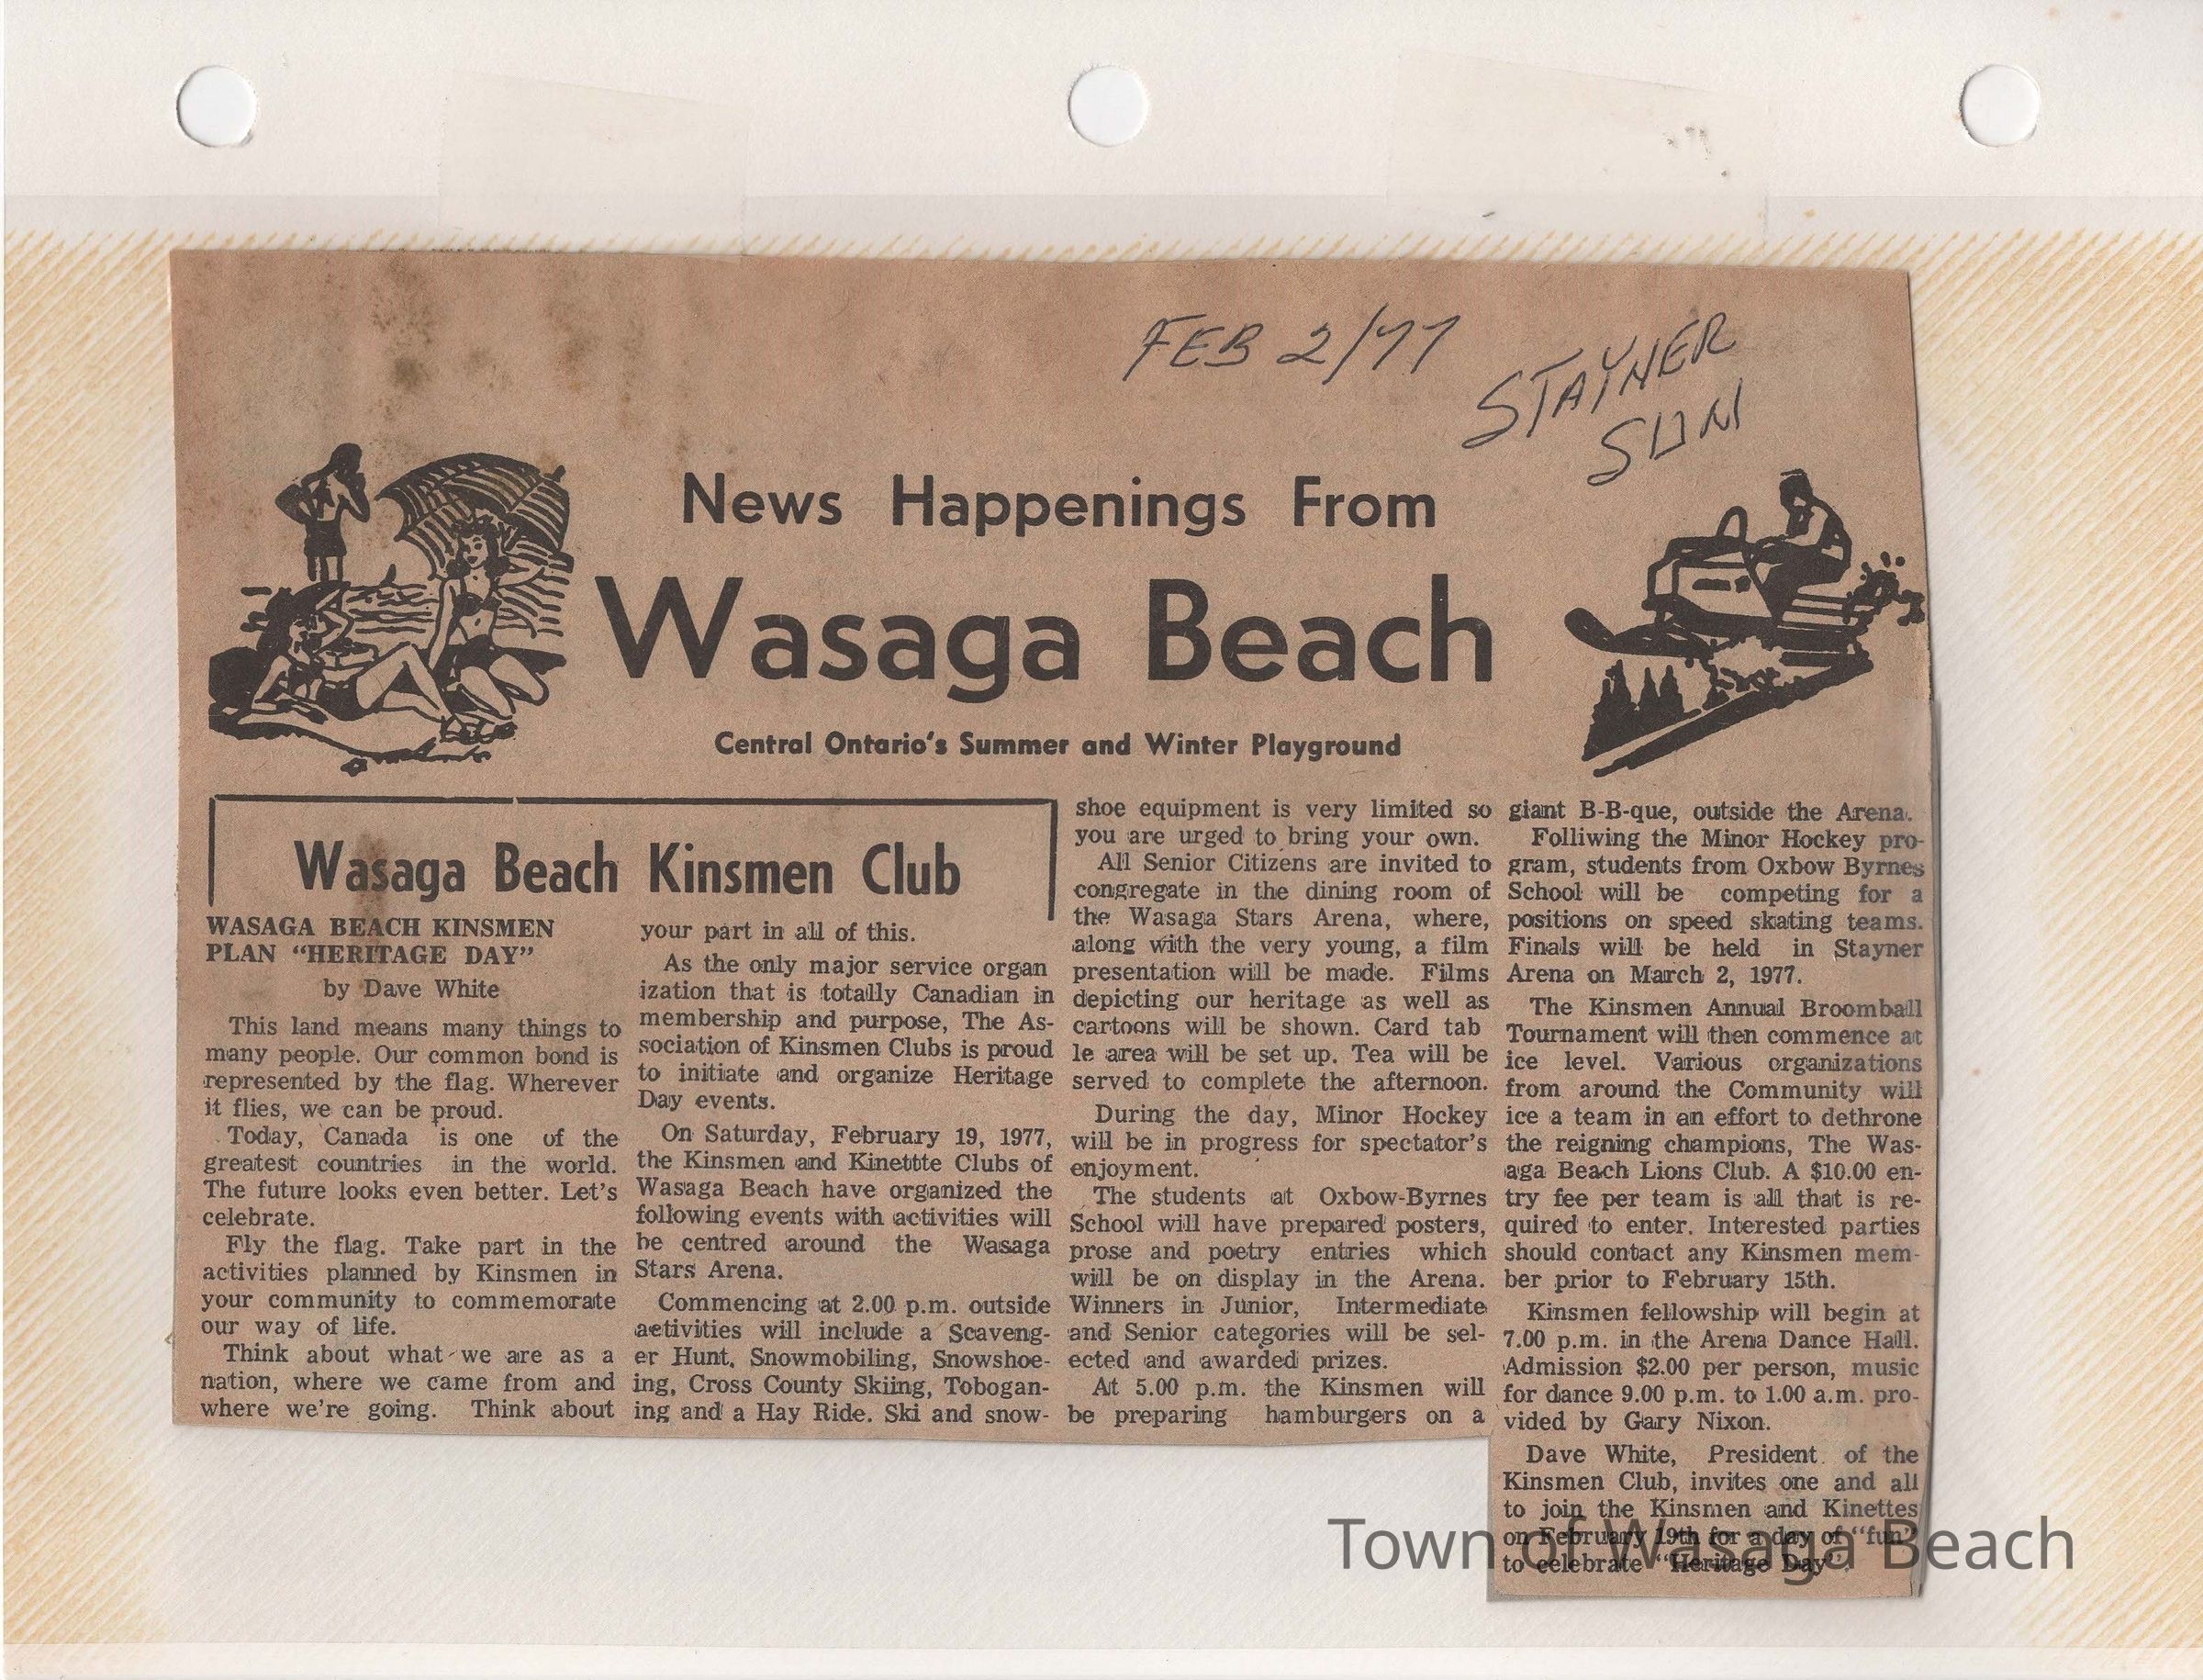 FEB 2/77
STAYNER
SUN
News Happenings From
Wasaga Beach
Central Ontario's Summer and Winter Playground
Wasaga Beach Kinsmen Club
WASAGA BEACH KINSMEN
PLAN "HERITAGE DAY"
by Dave White
This land means many things to
many people. Our common bond is
represented by the flag. Wherever
it flies, we can be proud.
Today, Canada is one of the
greatest countries in the world.
The future looks even better. Let's
celebrate.
Fly the flag. Take part in the
activities planned by Kinsmen in
your community to commemorate
our way of life.
Think about what we are as a
nation, where we came from and
where we're going. Think about
your part in all of this.
As the only major service organ
ization that is totally Canadian in
membership and purpose, The As-
sociation of Kinsmen Clubs is proud
to initiate and organize Heritage
Day events.
On Saturday, February 19, 1977,
the Kinsmen and Kinettte Clubs of
Wasaga Beach have organized the
following events with activities will
be centred around the Wasaga
Stars Arena.
Commencing at 2.00 p.m. outside
activities will include a Scaveng-
er Hunt, Snowmobiling, Snowshoe-
ing, Cross County Skiing, Tobogan-
ing and a Hay Ride. Ski and snow-
shoe equipment is very limited so
you are urged to bring your own.
All Senior Citizens are invited to
congregate in the dining room of
the Wasaga Stars Arena, where,
along with the very young, a film
presentation will be made. Films
depicting our heritage as well as
cartoons will be shown. Card tab
le area will be set up. Tea will be
served to complete the afternoon.
During the day, Minor Hockey
will be in progress for spectator's
enjoyment.
The students at Oxbow-Byrnes
School will have prepared posters,
prose and poetry entries which
will be on display in the Arena.
Winners in Junior, Intermediate
and Senior categories will be sel-
ected and awarded prizes.
At 5.00 p.m. the Kinsmen will
be preparing hamburgers on a
giant B-B-que, outside the Arena.
Folliwing the Minor Hockey pro-
gram, students from Oxbow Byrnes
School will be competing for a
positions on speed skating teams.
Finals will be held in Stayner
Arena on March 2, 1977.
The Kinsmen Annual Broomball
Tournament will then commence at
ice level. Various organizations
from around the Community will
ice a team in an effort to dethrone
the reigning champions, The Was-
aga Beach Lions Club. A $10.00 en-
try fee per team is all that is re-
quired to enter. Interested parties
should contact any Kinsmen mem-
ber prior to February 15th.
Kinsmen fellowship will begin at
7.00 p.m. in the Arena Dance Hall.
Admission $2.00 per person, music
for dance 9.00 p.m. to 1.00 a.m. pro-
vided by Gary Nixon.
Dave White, President of the
Kinsmen Club, invites one and all
to join the Kinsmen and Kinettes
on February 19th for a day of "fun"
to celebrate "Heritage Day".
Town of Wasaga Beach